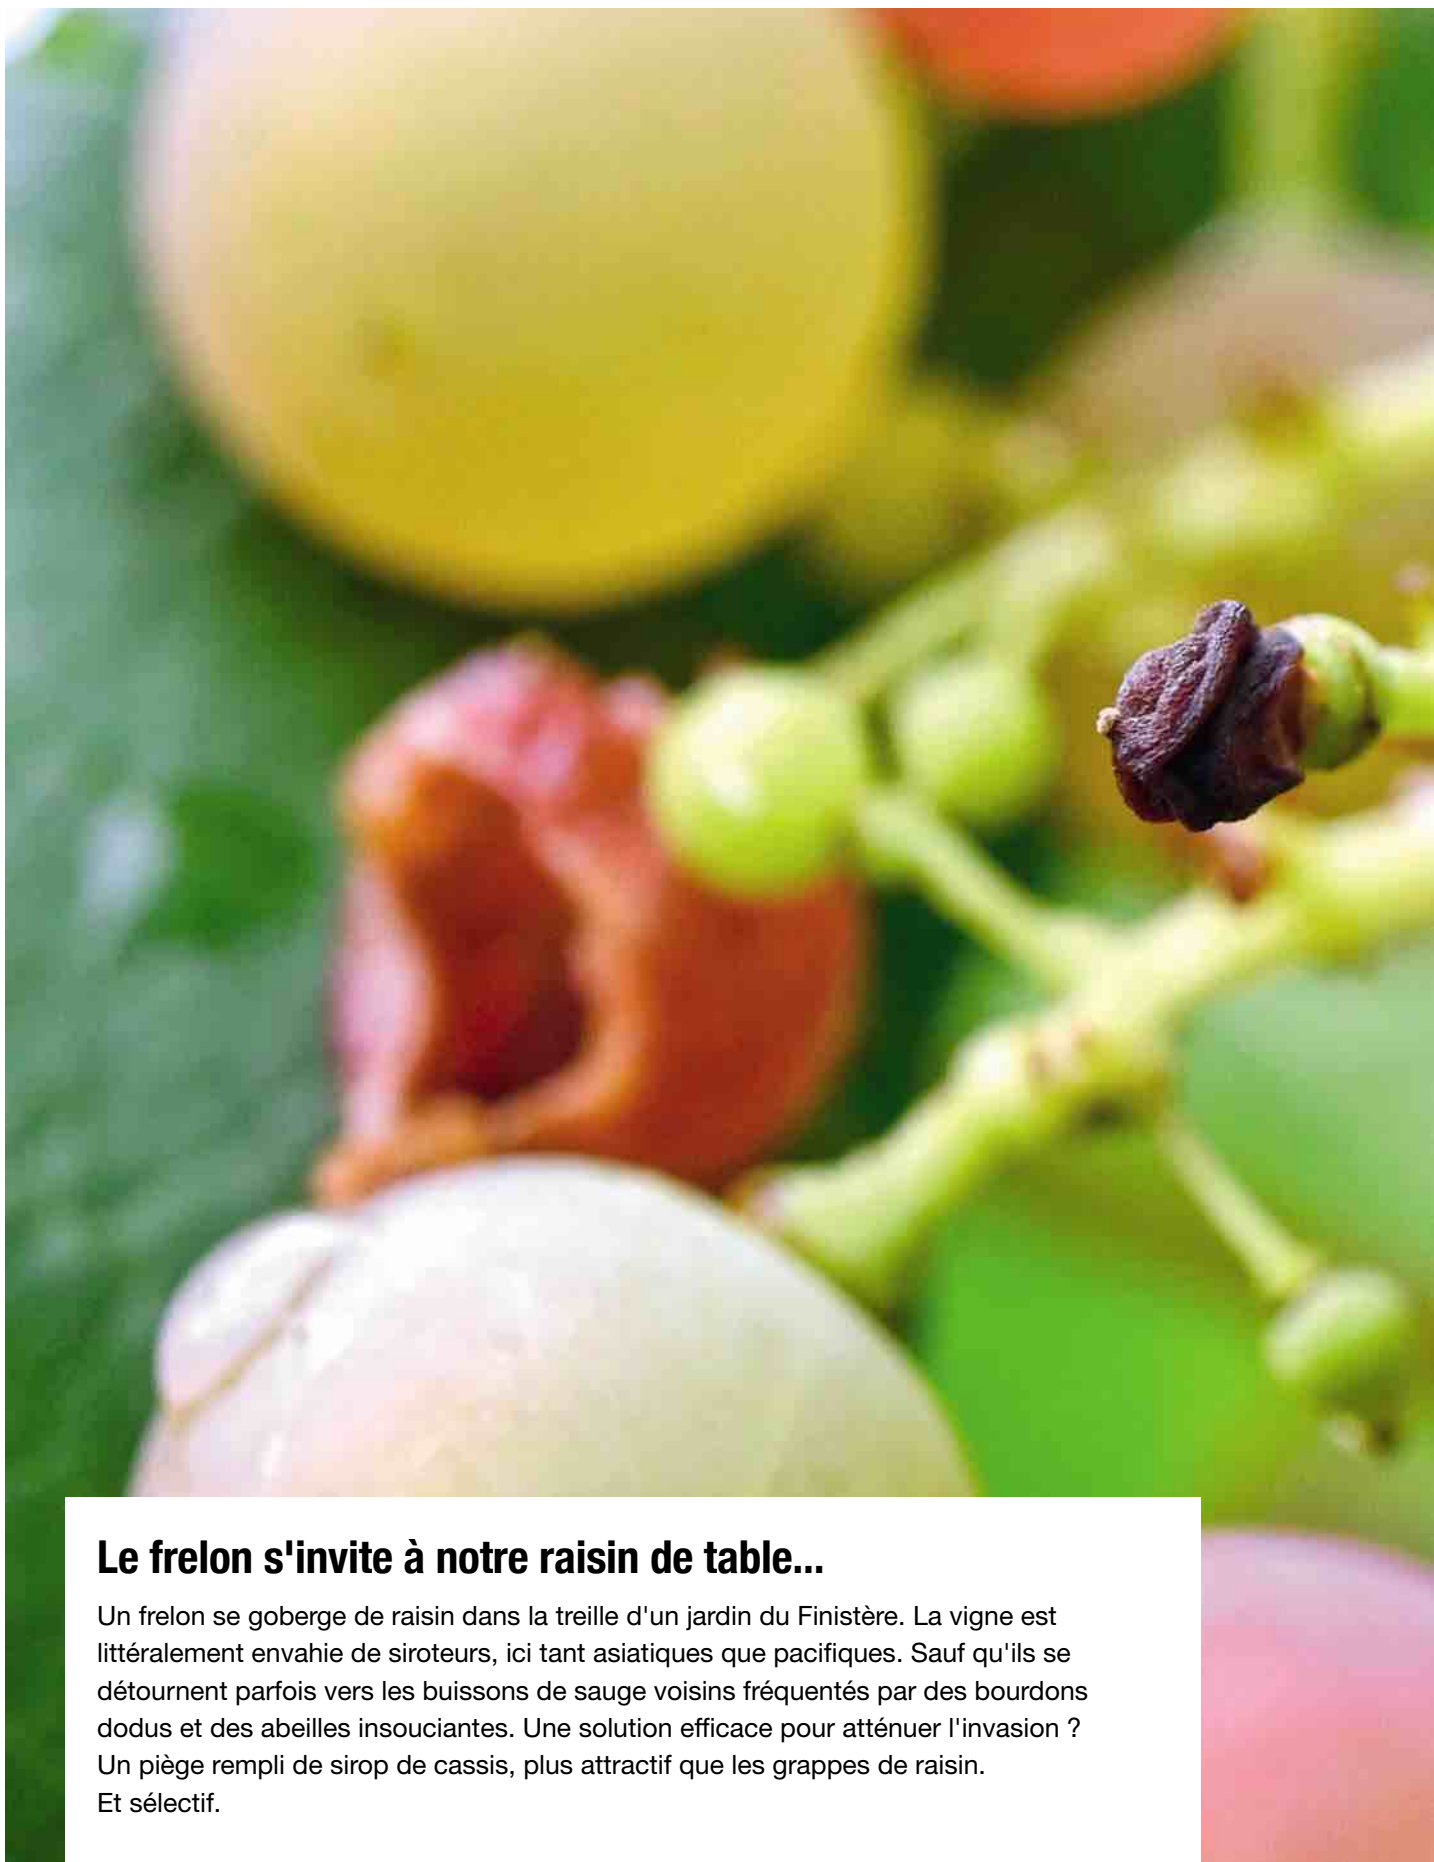 Le frelon s'invite à notre raisin de table...
Un frelon se goberge de raisin dans la treille d'un jardin du Finistère. La vigne est
littéralement envahie de siroteurs, ici tant asiatiques que pacifiques. Sauf qu'ils se
détournent parfois vers les buissons de sauge voisins fréquentés par des bourdons
dodus et des abeilles insouciantes. Une solution efficace pour atténuer l'invasion ?
Un piège rempli de sirop de cassis, plus attractif que les grappes de raisin.
Et sélectif.